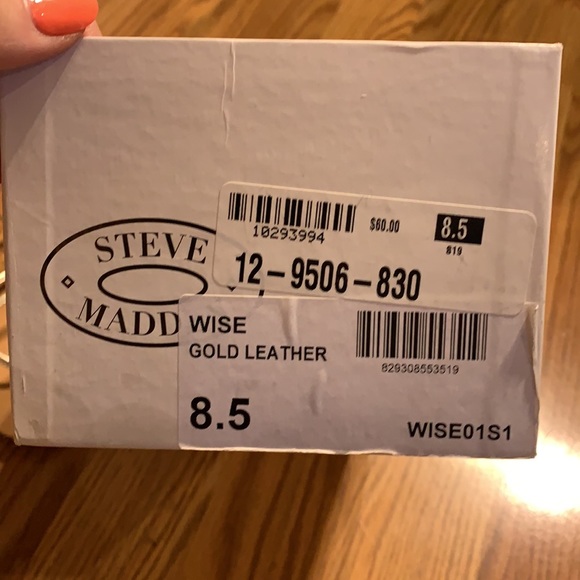 10293994
$60.00
8.5
819
12-9506-830
STEVE
MADD
WISE
GOLD LEATHER
829308553519
8.5
WISE01S1